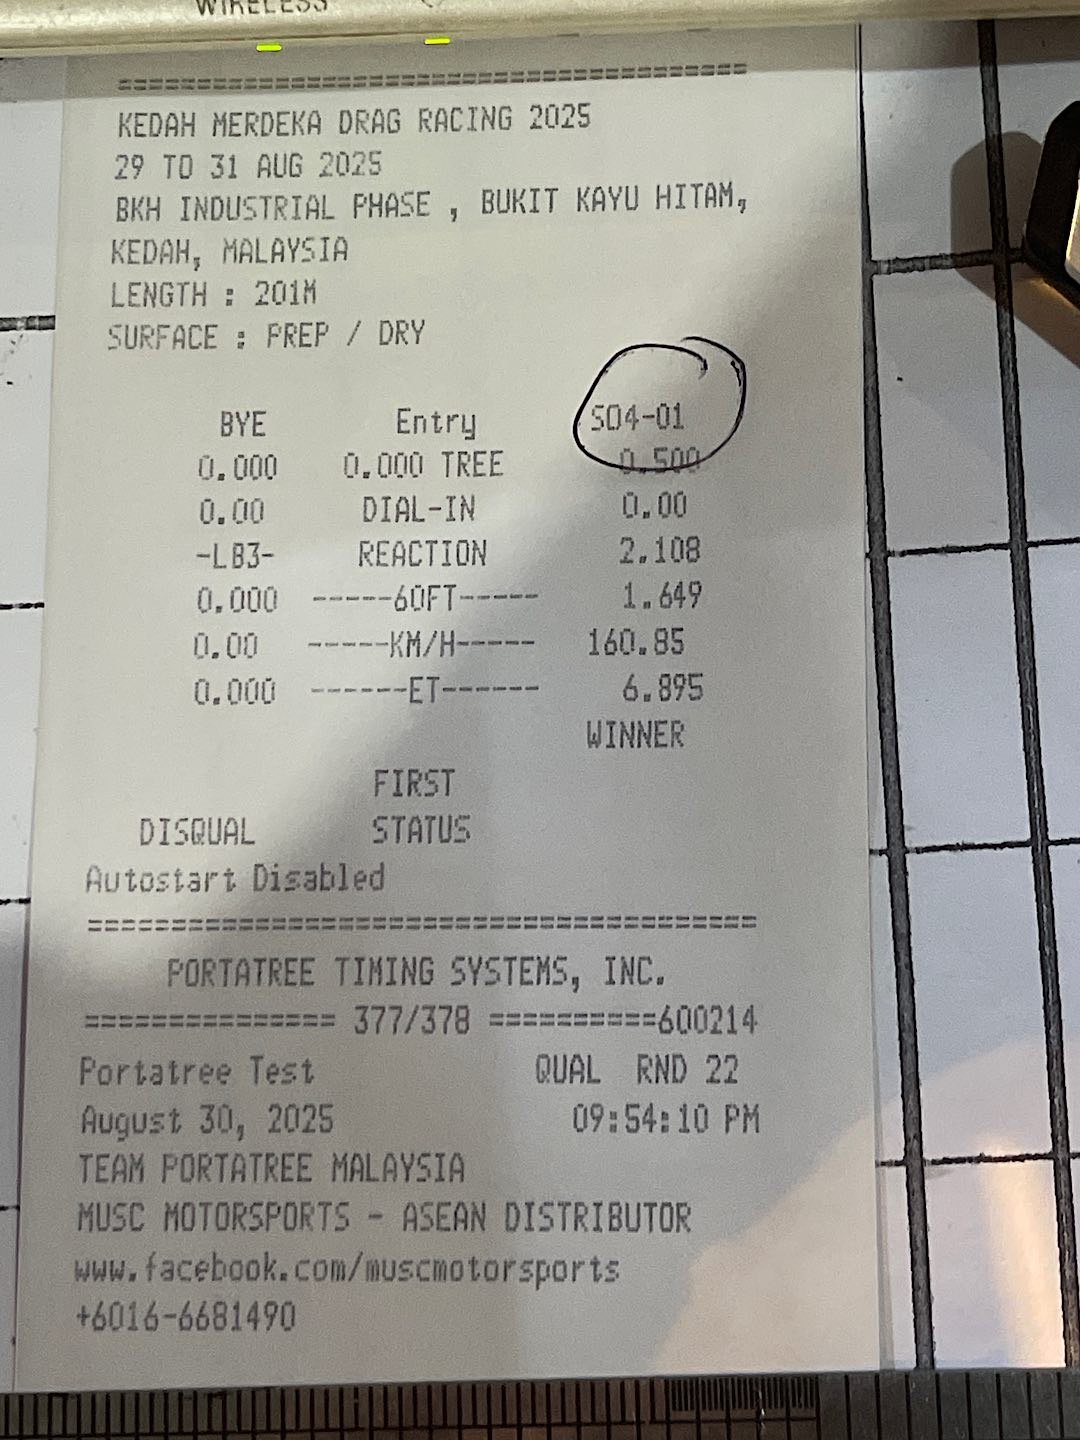 WIRELESS
=====================================
KEDAH MERDEKA DRAG RACING 2025
29 TO 31 AUG 2025
BKH INDUSTRIAL PHASE , BUKIT KAYU HITAM,
KEDAH, MALAYSIA
LENGTH : 201M
SURFACE : PREP / DRY
BYE Entry S04-01
0.000 0.000 TREE 0.500
0.00 DIAL-IN 0.00
-LB3- REACTION 2.108
0.000 -----60FT----- 1.649
0.00 -----KM/H----- 160.85
0.000 ------ET------ 6.895
WINNER
FIRST
DISQUAL STATUS
Autostart Disabled
========================================
PORTATREE TIMING SYSTEMS, INC.
=============== 377/378 ==========600214
Portatree Test QUAL RND 22
August 30, 2025 09:54:10 PM
TEAM PORTATREE MALAYSIA
MUSC MOTORSPORTS - ASEAN DISTRIBUTOR
www.facebook.com/muscmotorsports
+6016-6681490